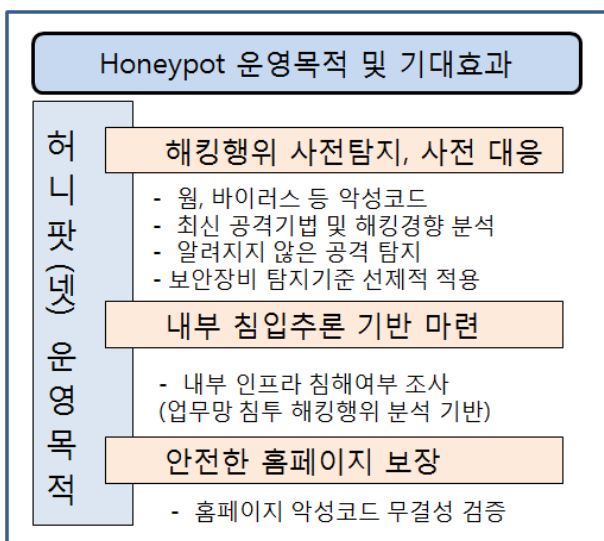 Honeypot 운영목적 및 기대효과
허니팟(넷) 운영목적
해킹행위 사전탐지, 사전 대응
- 웜, 바이러스 등 악성코드
- 최신 공격기법 및 해킹경향 분석
- 알려지지 않은 공격 탐지
- 보안장비 탐지기준 선제적 적용
내부 침입추론 기반 마련
- 내부 인프라 침해여부 조사
(업무망 침투 해킹행위 분석 기반)
안전한 홈페이지 보장
- 홈페이지 악성코드 무결성 검증